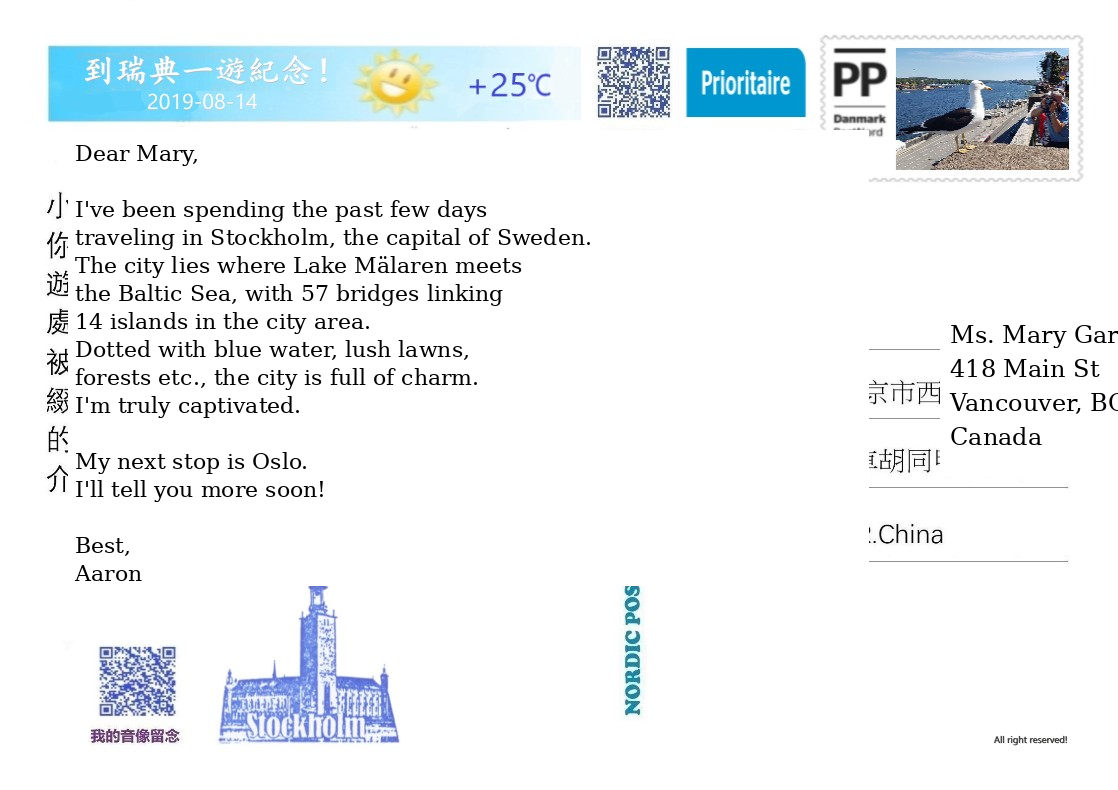 到瑞典一遊紀念！
2019-08-14
+25℃
Prioritaire
PP
Danmark
Dear Mary,
I've been spending the past few days
traveling in Stockholm, the capital of Sweden.
The city lies where Lake Mälaren meets
the Baltic Sea, with 57 bridges linking
14 islands in the city area.
Dotted with blue water, lush lawns,
forests etc., the city is full of charm.
I'm truly captivated.
My next stop is Oslo.
I'll tell you more soon!
Best,
Aaron
小你遊處被綴的介
Ms. Mary Gar
418 Main St
Vancouver, BC
Canada
京市西
胡同
.China
NORDIC POS
Stockholm
我的音像留念
All right reserved!